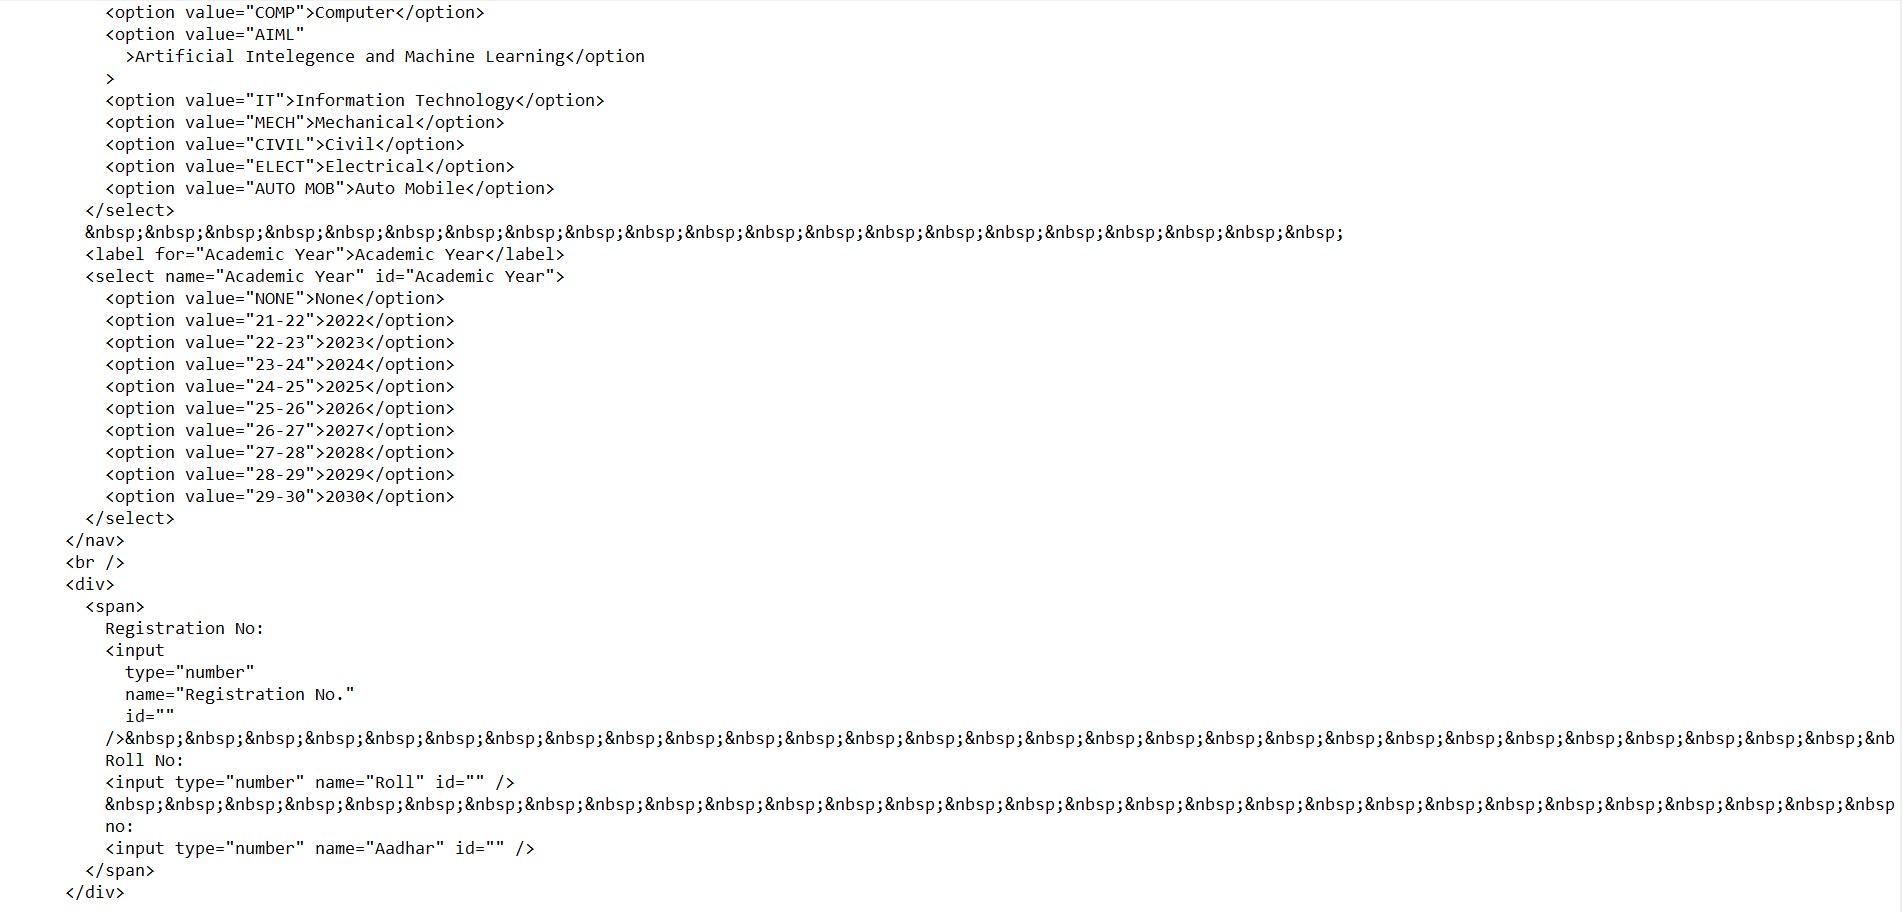 <option value="COMP">Computer</option>
<option value="AIML"
>Artificial Intelegence and Machine Learning</option
>
<option value="IT">Information Technology</option>
<option value="MECH">Mechanical</option>
<option value="CIVIL">Civil</option>
<option value="ELECT">Electrical</option>
<option value="AUTO MOB">Auto Mobile</option>
</select>
&nbsp;&nbsp;&nbsp;&nbsp;&nbsp;&nbsp;&nbsp;&nbsp;&nbsp;&nbsp;&nbsp;&nbsp;&nbsp;&nbsp;&nbsp;&nbsp;&nbsp;&nbsp;&nbsp;&nbsp;&nbsp;
<label for="Academic Year">Academic Year</label>
<select name="Academic Year" id="Academic Year">
<option value="NONE">None</option>
<option value="21-22">2022</option>
<option value="22-23">2023</option>
<option value="23-24">2024</option>
<option value="24-25">2025</option>
<option value="25-26">2026</option>
<option value="26-27">2027</option>
<option value="27-28">2028</option>
<option value="28-29">2029</option>
<option value="29-30">2030</option>
</select>
</nav>
<br />
<div>
<span>
Registration No:
<input
type="number"
name="Registration No."
id=""
/>&nbsp;&nbsp;&nbsp;&nbsp;&nbsp;&nbsp;&nbsp;&nbsp;&nbsp;&nbsp;&nbsp;&nbsp;&nbsp;&nbsp;&nbsp;&nbsp;&nbsp;&nbsp;&nbsp;&nbsp;&nbsp;&nbsp;&nbsp;&nbsp;&nbsp;&nbsp;&nbsp;&nbsp;&nbsp;&nb
Roll No:
<input type="number" name="Roll" id="" />
&nbsp;&nbsp;&nbsp;&nbsp;&nbsp;&nbsp;&nbsp;&nbsp;&nbsp;&nbsp;&nbsp;&nbsp;&nbsp;&nbsp;&nbsp;&nbsp;&nbsp;&nbsp;&nbsp;&nbsp;&nbsp;&nbsp;&nbsp;&nbsp;&nbsp;&nbsp;&nbsp;&nbsp;&nbsp;&nbsp
no:
<input type="number" name="Aadhar" id="" />
</span>
</div>